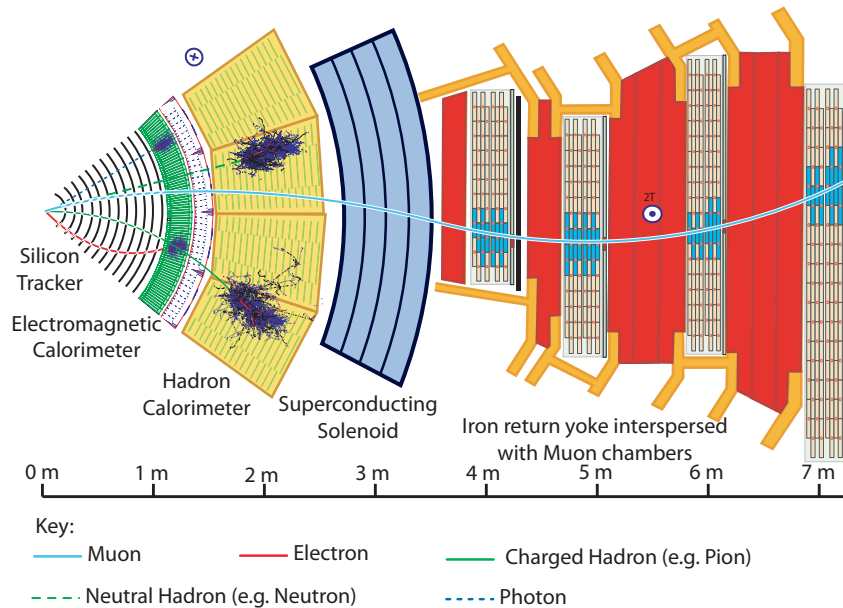 2T
Silicon
Tracker
Electromagnetic
Calorimeter
Hadron
Calorimeter
Superconducting
Solenoid
Iron return yoke interspersed
with Muon chambers
0 m 1 m 2 m 3 m 4 m 5 m 6 m 7 m
Key:
Muon Electron Charged Hadron (e.g. Pion)
Neutral Hadron (e.g. Neutron) Photon